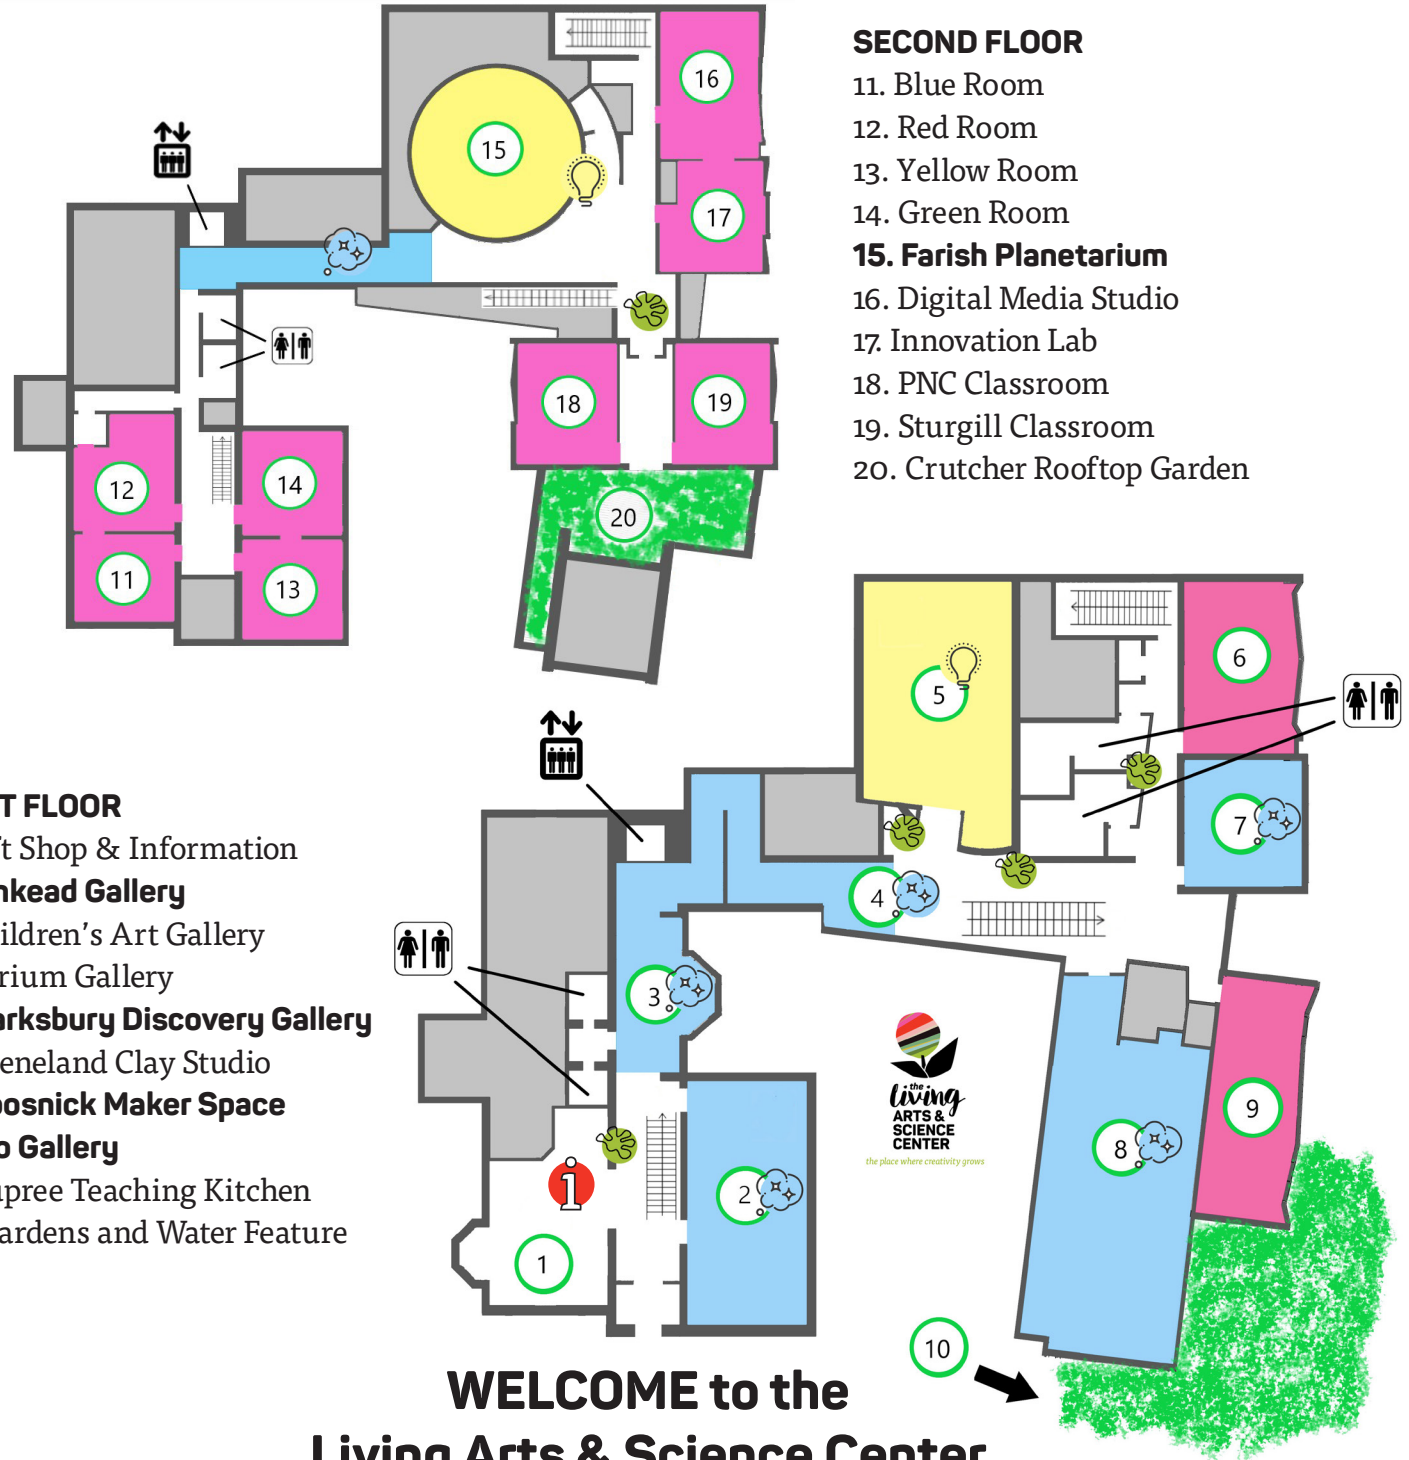 SECOND FLOOR
11. Blue Room
12. Red Room
13. Yellow Room
14. Green Room
15. Farish Planetarium
16. Digital Media Studio
17. Innovation Lab
18. PNC Classroom
19. Sturgill Classroom
20. Crutcher Rooftop Garden
16
15
17
18
19
12
14
20
11
13
T FLOOR
t Shop & Information
nkead Gallery
ildren's Art Gallery
rium Gallery
arksbury Discovery Gallery
eneland Clay Studio
osnick Maker Space
o Gallery
upree Teaching Kitchen
ardens and Water Feature
5
6
7
4
3
2
i
1
8
9
10
the
living
ARTS &
SCIENCE
CENTER
the place where creativity grows
WELCOME to the
Living Arts & Science Center